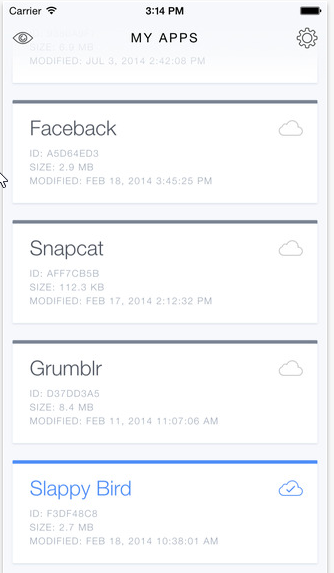 Carrier 3:14 PM
MY APPS
SIZE: 6.9 MB
MODIFIED: JUL 3, 2014 2:42:08 PM
Faceback
ID: A5D64ED3
SIZE: 2.9 MB
MODIFIED: FEB 18, 2014 3:45:25 PM
Snapcat
ID: AFF7CB5B
SIZE: 112.3 KB
MODIFIED: FEB 17, 2014 2:12:32 PM
Grumblr
ID: D37DD3A5
SIZE: 8.4 MB
MODIFIED: FEB 11, 2014 11:07:06 AM
Slappy Bird
ID: F3DF48C8
SIZE: 2.7 MB
MODIFIED: FEB 18, 2014 10:38:01 AM